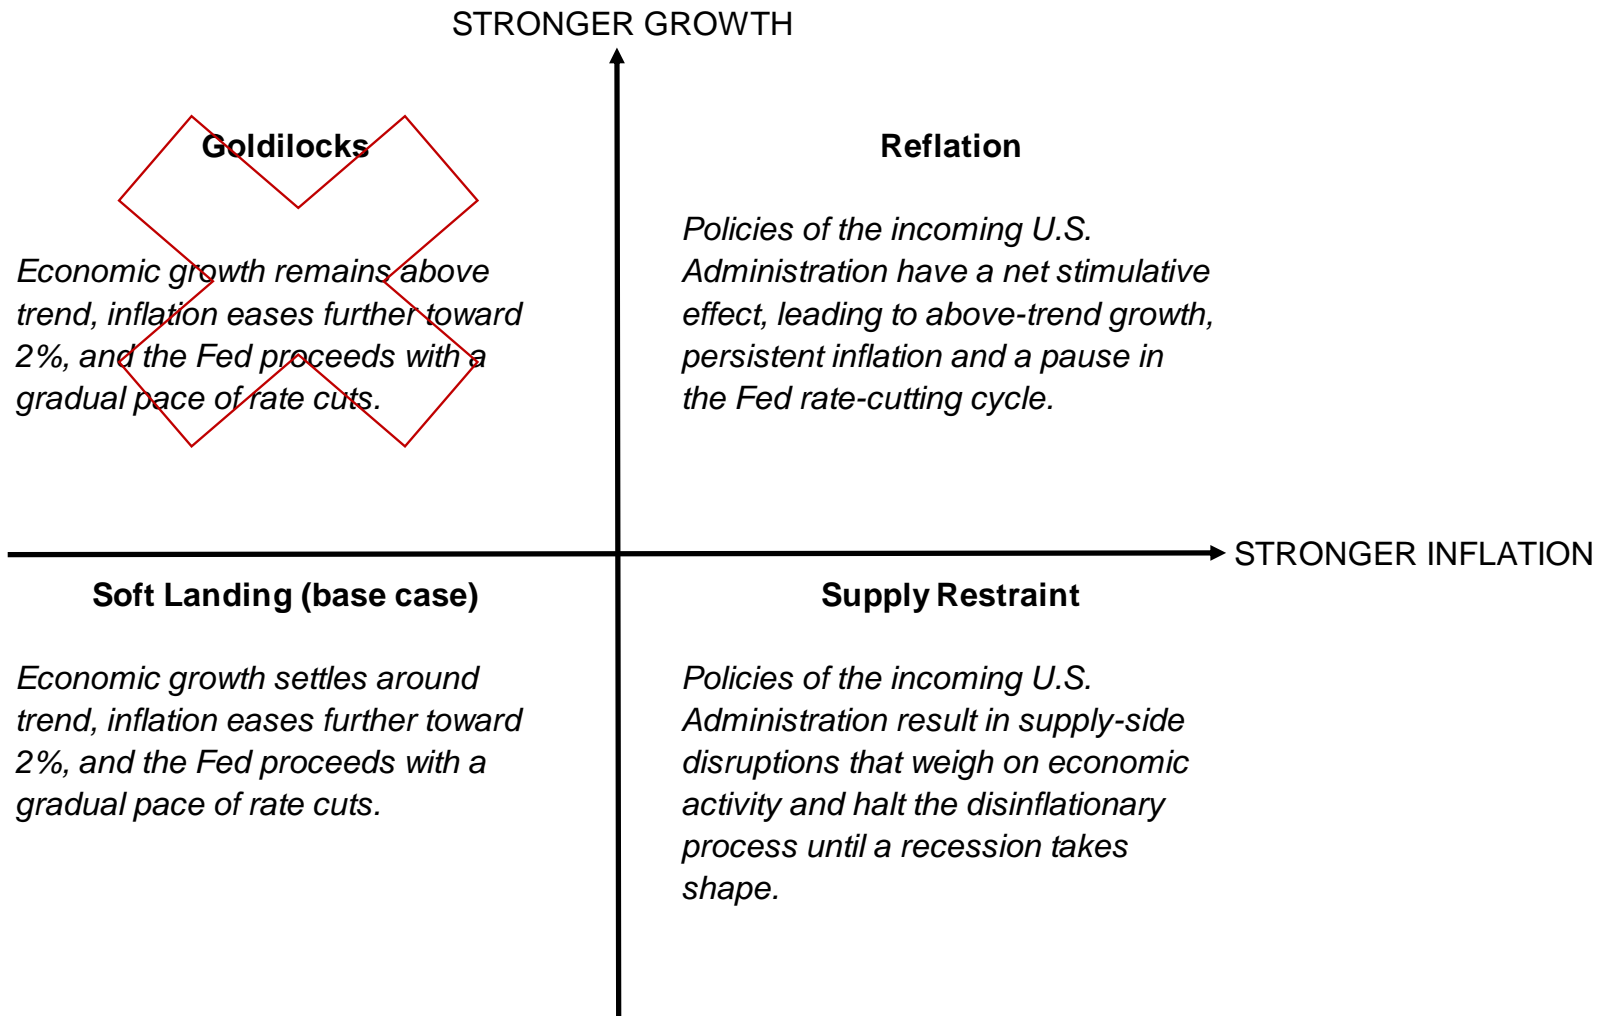 STRONGER GROWTH
Goldilocks
Economic growth remains above
trend, inflation eases further toward
2%, and the Fed proceeds with a
gradual pace of rate cuts.
Reflation
Policies of the incoming U.S.
Administration have a net stimulative
effect, leading to above-trend growth,
persistent inflation and a pause in
the Fed rate-cutting cycle.
STRONGER INFLATION
Soft Landing (base case)
Economic growth settles around
trend, inflation eases further toward
2%, and the Fed proceeds with a
gradual pace of rate cuts.
Supply Restraint
Policies of the incoming U.S.
Administration result in supply-side
disruptions that weigh on economic
activity and halt the disinflationary
process until a recession takes
shape.